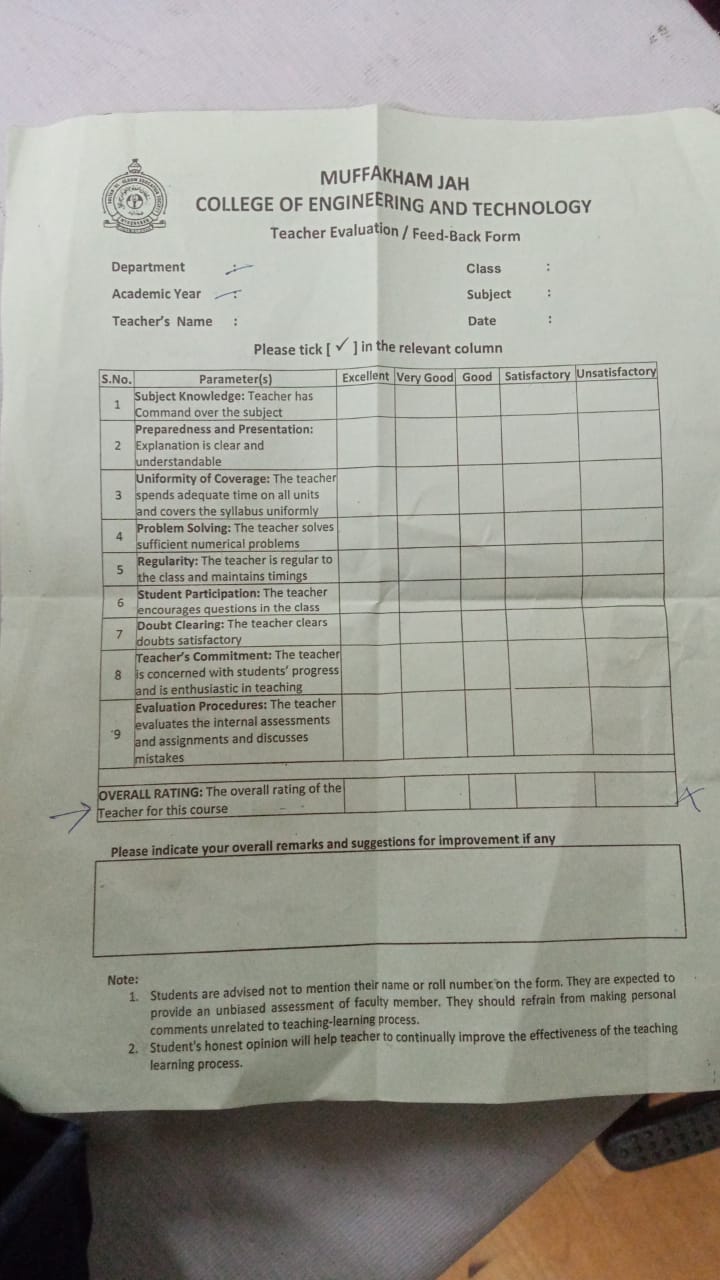 MUFFAKHAM JAH
COLLEGE OF ENGINEERING AND TECHNOLOGY
Teacher Evaluation / Feed-Back Form
Department : Class :
Academic Year : Subject :
Teacher's Name : Date :
Please tick [ ✓ ] in the relevant column
S.No. Parameter(s) Excellent Very Good Good Satisfactory Unsatisfactory
1 Subject Knowledge: Teacher has
Command over the subject
Preparedness and Presentation:
2 Explanation is clear and
understandable
Uniformity of Coverage: The teacher
3 spends adequate time on all units
and covers the syllabus uniformly
4 Problem Solving: The teacher solves
sufficient numerical problems
5 Regularity: The teacher is regular to
the class and maintains timings
6 Student Participation: The teacher
encourages questions in the class
7 Doubt Clearing: The teacher clears
doubts satisfactory
Teacher's Commitment: The teacher
8 is concerned with students' progress
and is enthusiastic in teaching
Evaluation Procedures: The teacher
evaluates the internal assessments
9 and assignments and discusses
mistakes
OVERALL RATING: The overall rating of the
Teacher for this course
Please indicate your overall remarks and suggestions for improvement if any
Note:
1. Students are advised not to mention their name or roll number on the form. They are expected to
provide an unbiased assessment of faculty member. They should refrain from making personal
comments unrelated to teaching-learning process.
2. Student's honest opinion will help teacher to continually improve the effectiveness of the teaching
learning process.